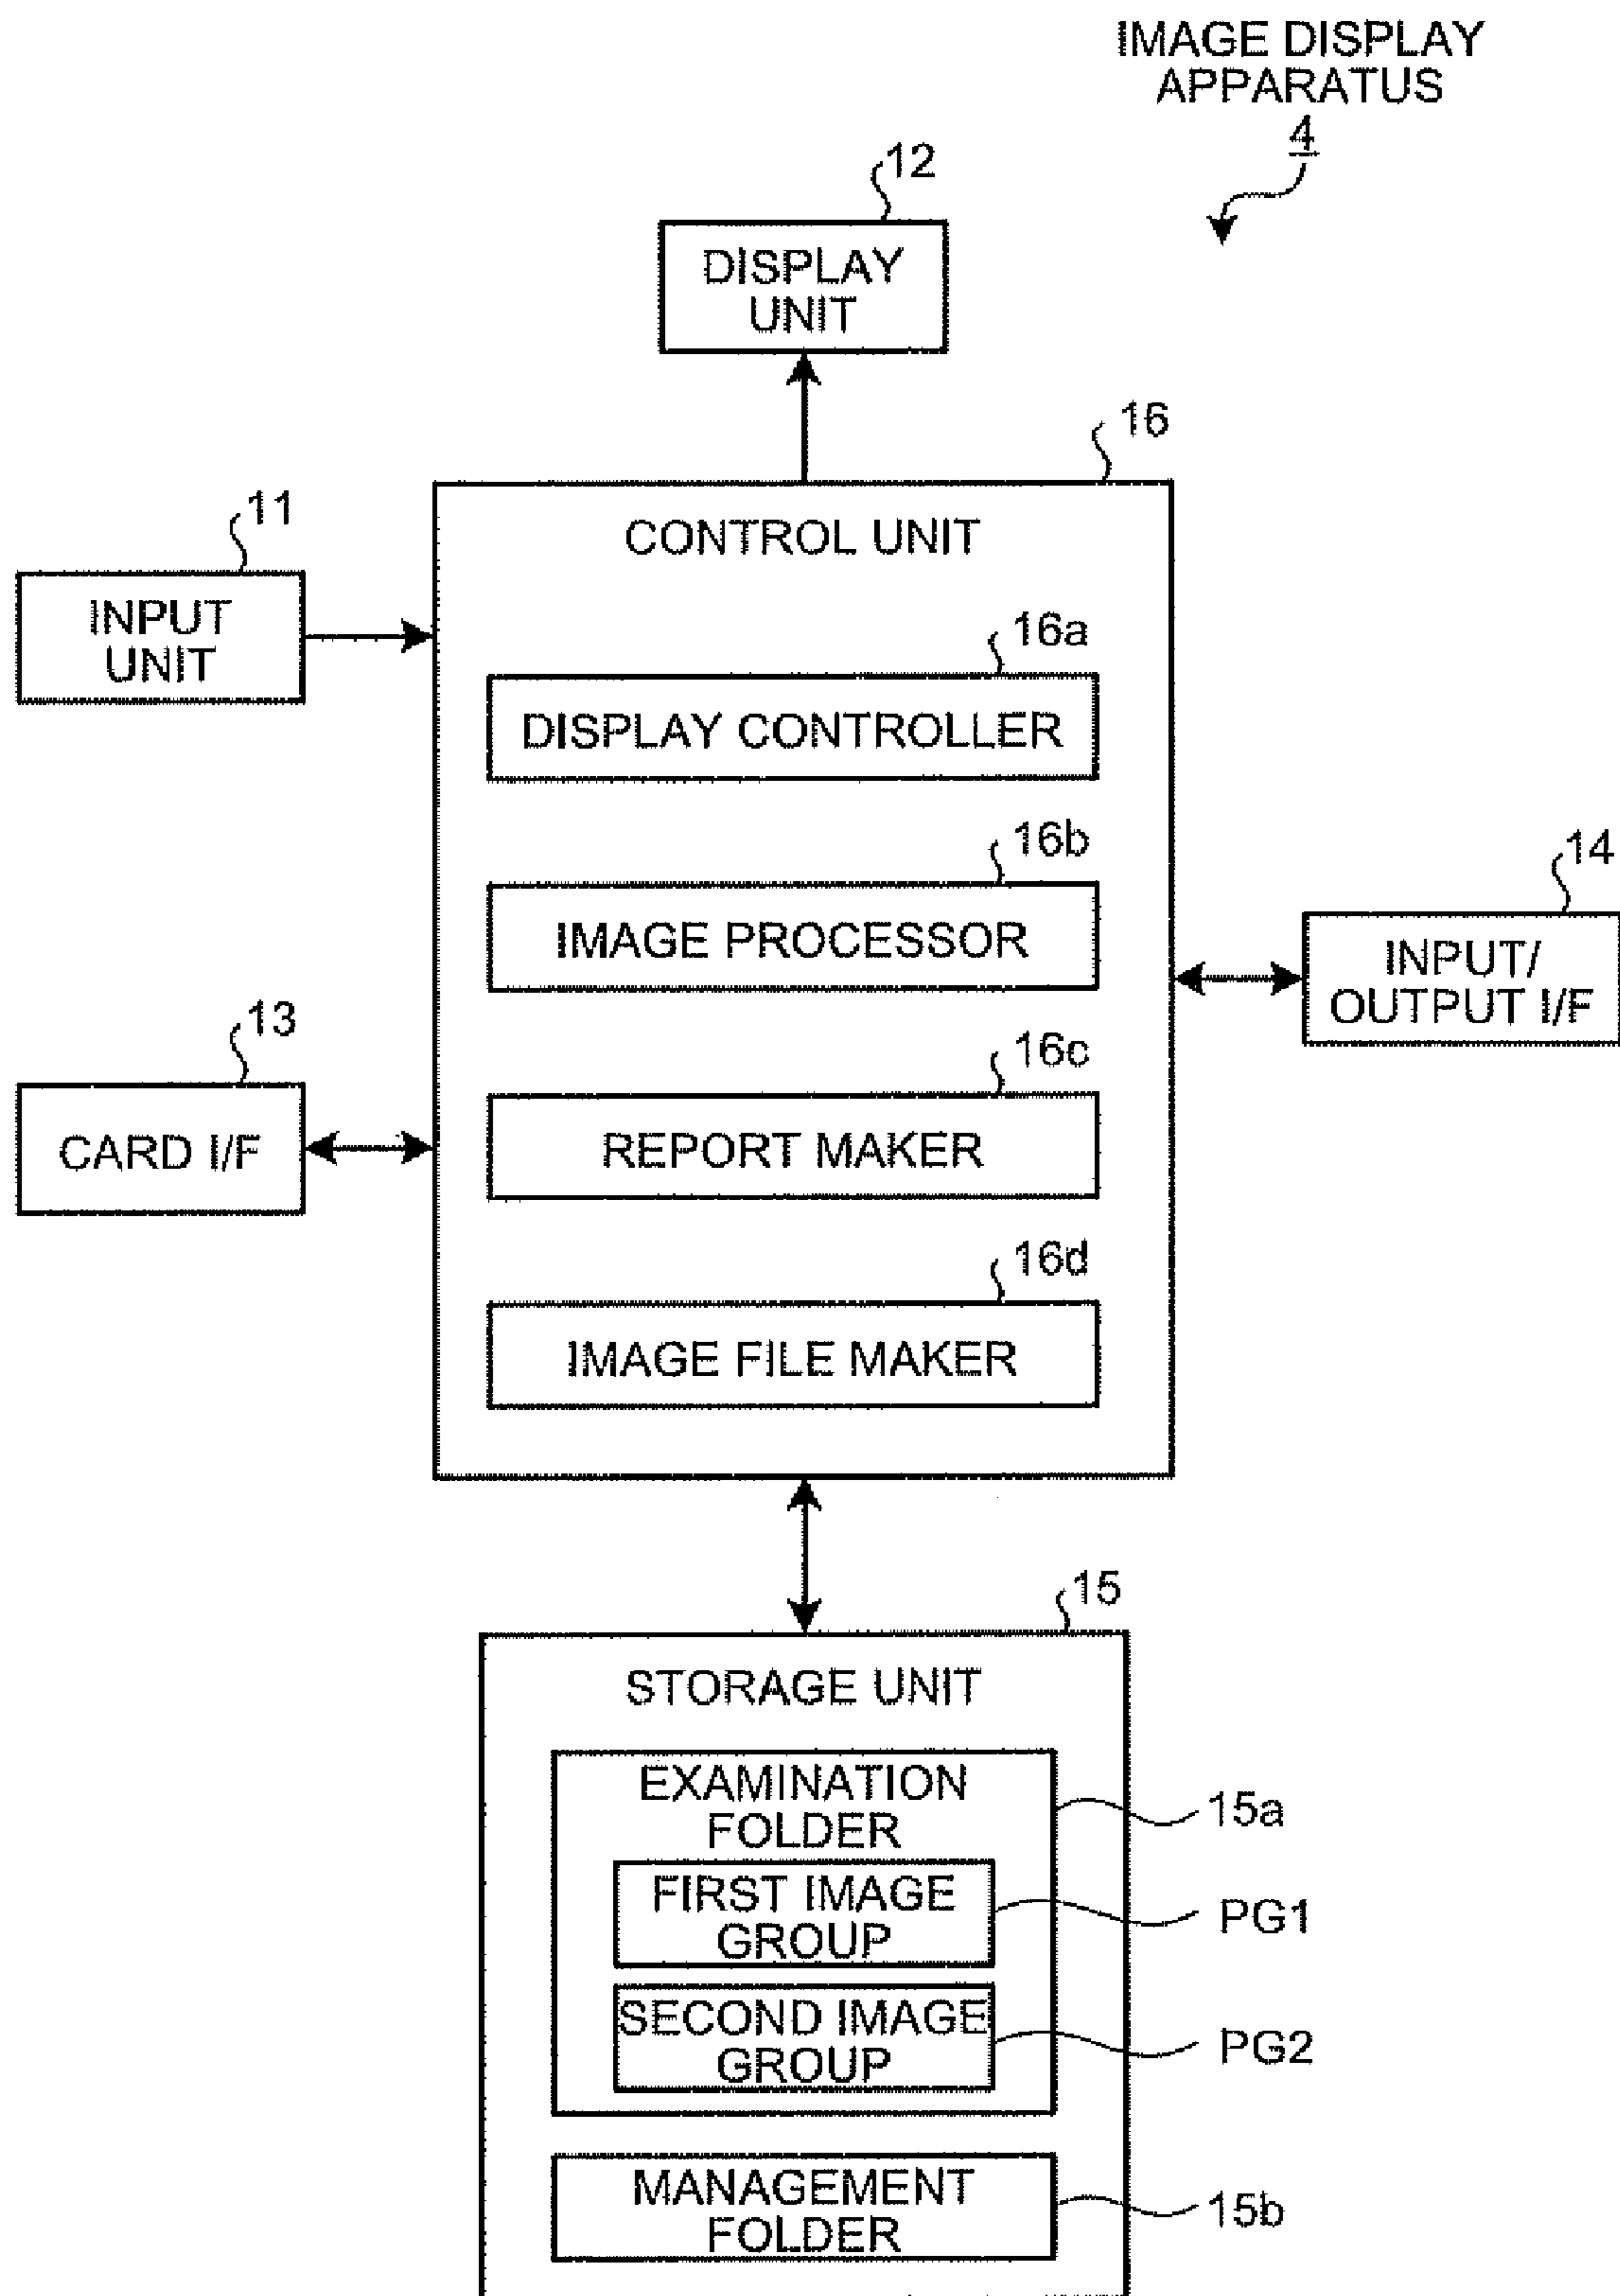 IMAGE DISPLAY
APPARATUS
4
12
DISPLAY
UNIT
16
CONTROL UNIT
11
INPUT
UNIT
16a
DISPLAY CONTROLLER
16b
IMAGE PROCESSOR
14
INPUT/
OUTPUT I/F
13
CARD I/F
16c
REPORT MAKER
16d
IMAGE FILE MAKER
15
STORAGE UNIT
EXAMINATION
FOLDER
15a
FIRST IMAGE
GROUP
PG1
SECOND IMAGE
GROUP
PG2
MANAGEMENT
FOLDER
15b